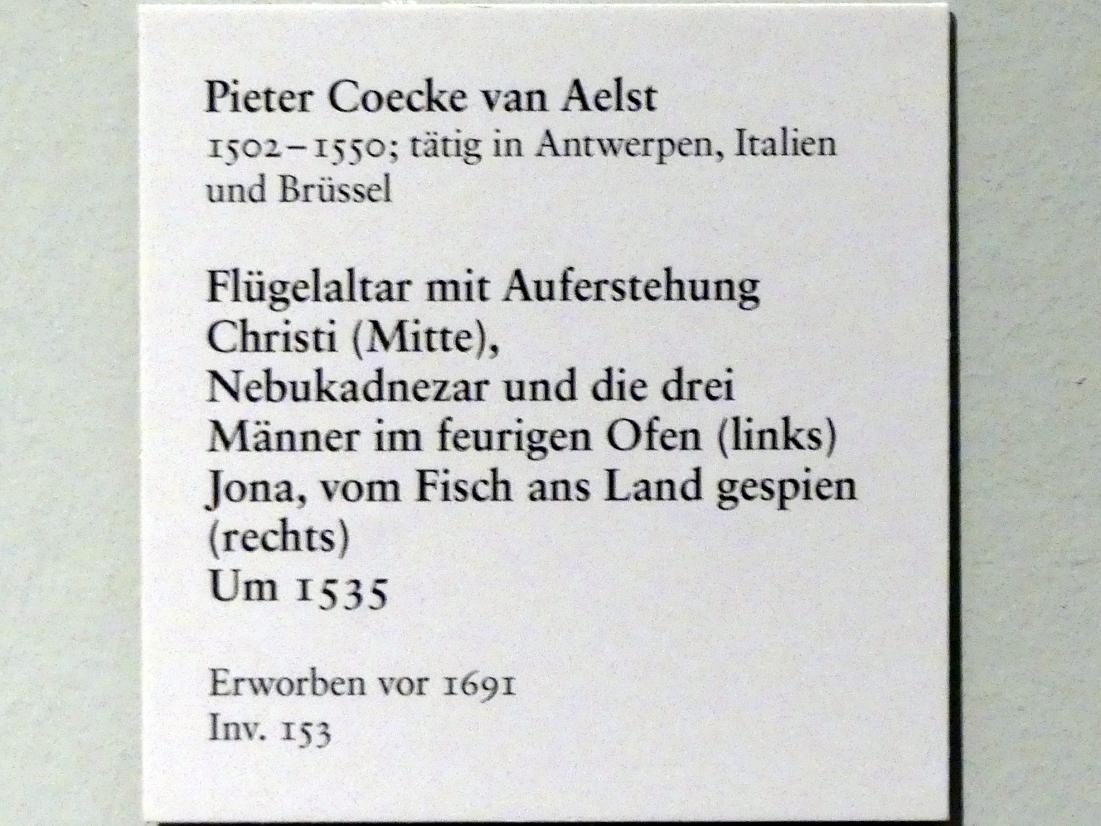 Pieter Coecke van Aelst
1502–1550; tätig in Antwerpen, Italien
und Brüssel
Flügelaltar mit Auferstehung
Christi (Mitte),
Nebukadnezar und die drei
Männer im feurigen Ofen (links)
Jona, vom Fisch ans Land gespien
(rechts)
Um 1535
Erworben vor 1691
Inv. 153